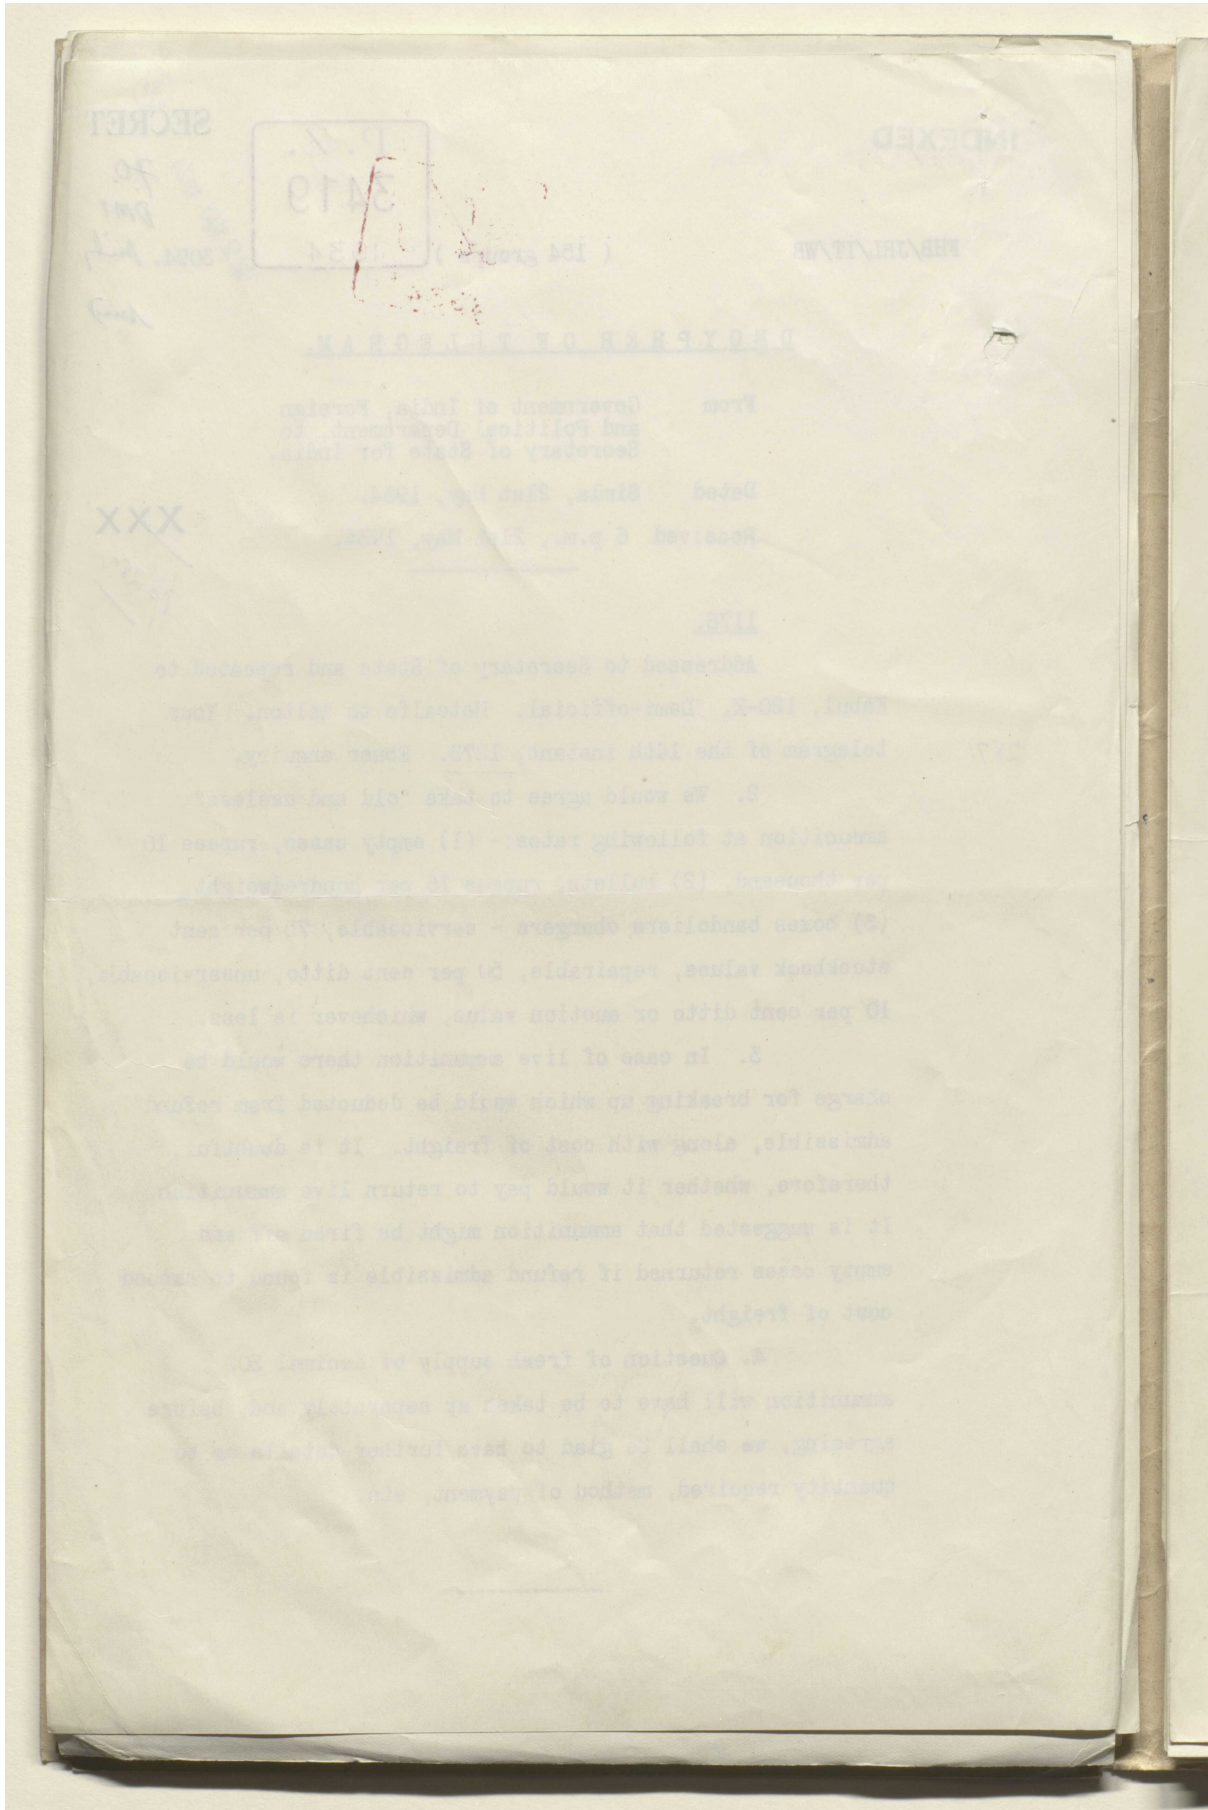 INDEXED
SECRET
P.Z.
3419
1934
WHB/JRL/TT/WB
( 154 groups )
3094.
DECYPHER OF TELEGRAM.
From Government of India, Foreign
and Political Department, to
Secretary of State for India.
Dated Simla, 21st May, 1934.
Received 6 p.m., 21st May, 1934.
XXX
1176.
Addressed to Secretary of State and repeated to
Kabul, 120-R. Demi-official. Metcalfe to Walton. Your
telegram of the 14th instant,
2. We would agree to take "old and useless"
ammunition at following rates:- (1) empty cases, rupees 10
per thousand, (2) bullets, rupees 15 per hundredweight,
(3) boxes bandoliers chargers - serviceable, 75 per cent
stockbook values, repairable, 50 per cent ditto, unserviceable,
10 per cent ditto or auction value, whichever is less.
3. In case of live ammunition there would be
charge for breaking up which would be deducted from refund
admissible, along with cost of freight. It is doubtful,
therefore, whether it would pay to return live ammunition.
It is suggested that ammunition might be fired off and
empty cases returned if refund admissible is found to exceed
cost of freight.
4. Question of fresh supply of
ammunition will have to be taken up separately and, before
agreeing, we shall be glad to have further details as to
quantity required, method of payment, etc.